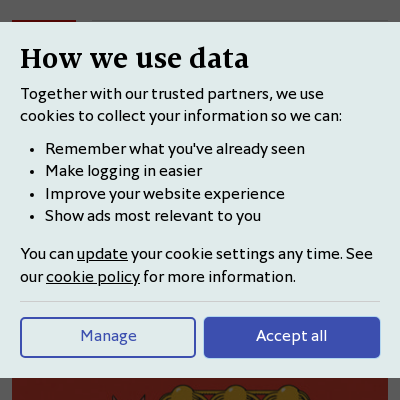 How we use data
Together with our trusted partners, we use
cookies to collect your information so we can:
• Remember what you've already seen
• Make logging in easier
• Improve your website experience
• Show ads most relevant to you
You can update your cookie settings any time. See
our cookie policy for more information.
Manage
Accept all